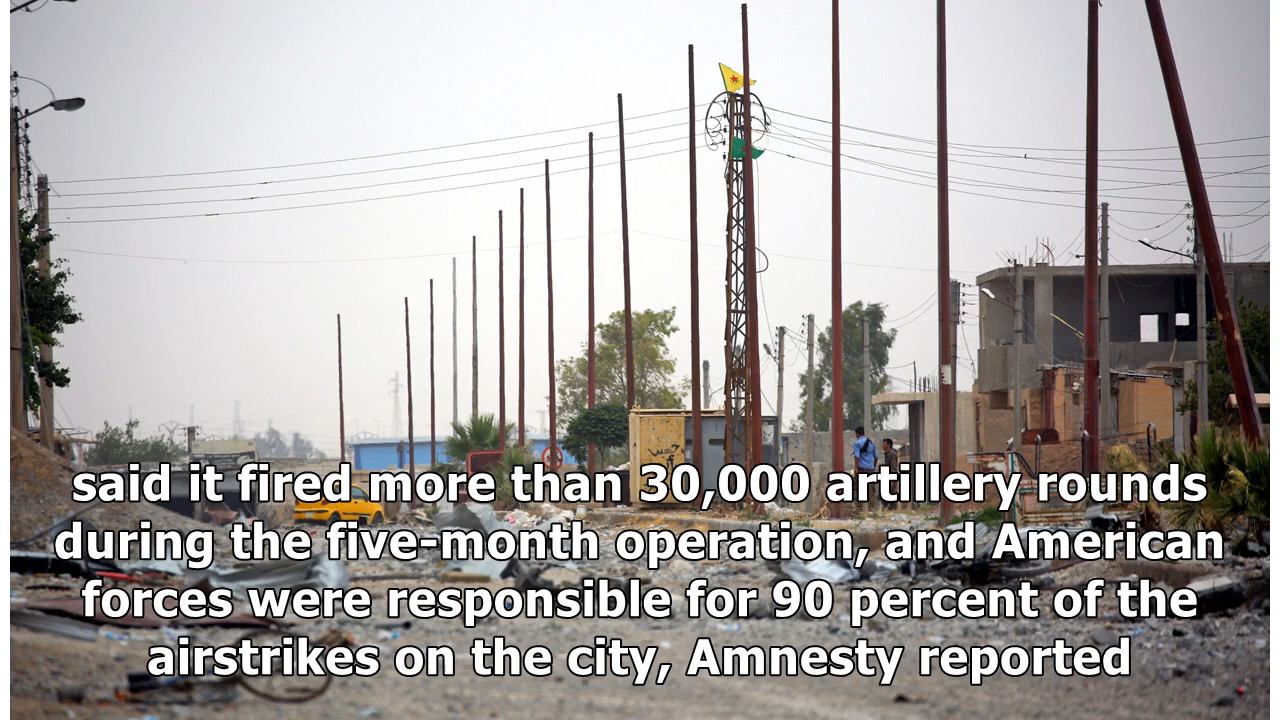 said it fired more than 30,000 artillery rounds
during the five-month operation, and American
forces were responsible for 90 percent of the
airstrikes on the city, Amnesty reported